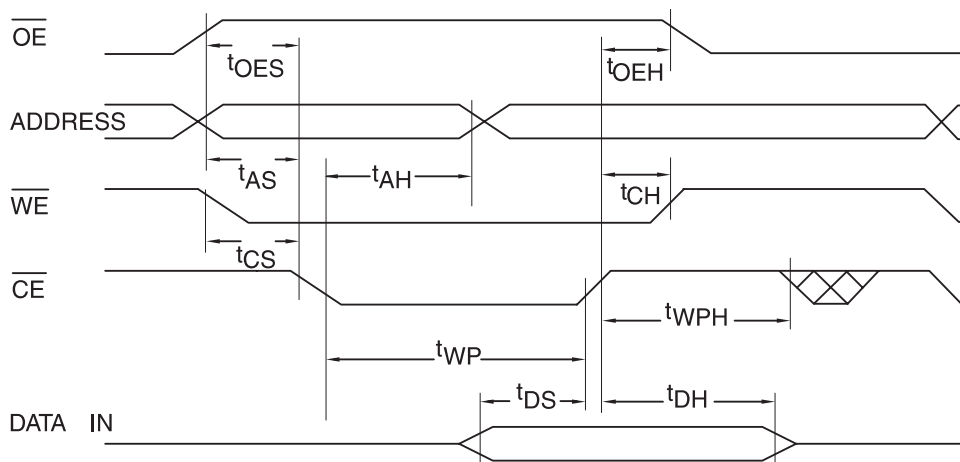 OE
tOES
tOEH
ADDRESS
tAS
tAH
tCH
WE
tCS
CE
tWPH
tWP
tDS
tDH
DATA IN